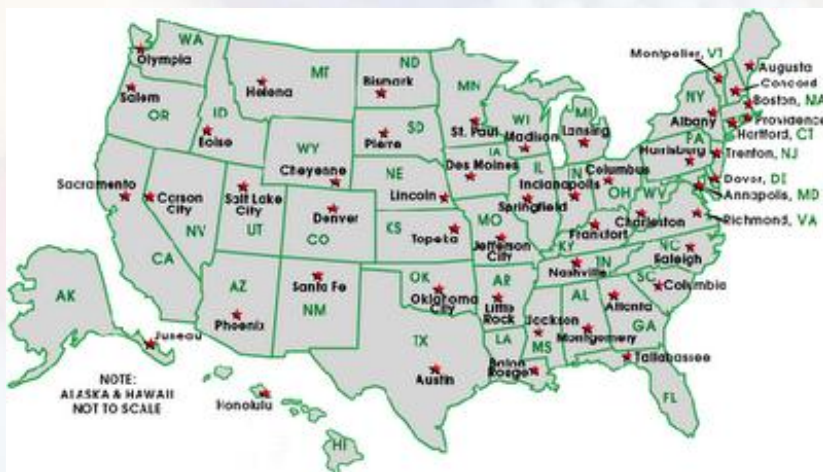 WA
Olympia
Salem
OR
ID
Boise
MT
Helena
ND
Bismark
MN
St. Paul
SD
Pierre
WY
Cheyenne
NE
Lincoln
IA
Des Moines
WI
Madison
MI
Lansing
Montpelier, VT
Augusta
Concord
NY
Albany
Boston, MA
Providence
Hartford, CT
PA
Harrisburg
Trenton, NJ
Dover,
Annapolis, MD
Richmond, VA
Sacramento
Carson
City
NV
CA
Salt Lake
City
UT
Denver
CO
KS
Topeka
MO
Jefferson
City
IL
Springfield
IN
Indianapolis
Columbus
OH
WV
Charleston
KY
Frankfort
Nashville
NC
Raleigh
SC
Columbia
AZ
Phoenix
Santa Fe
NM
OK
Oklahoma
City
AR
Little
Rock
TX
Austin
LA
Baton
Rouge
Jackson
MS
AL
Montgomery
Atlanta
GA
Tallahassee
FL
AK
Juneau
NOTE:
ALASKA & HAWAII
NOT TO SCALE
Honolulu
HI